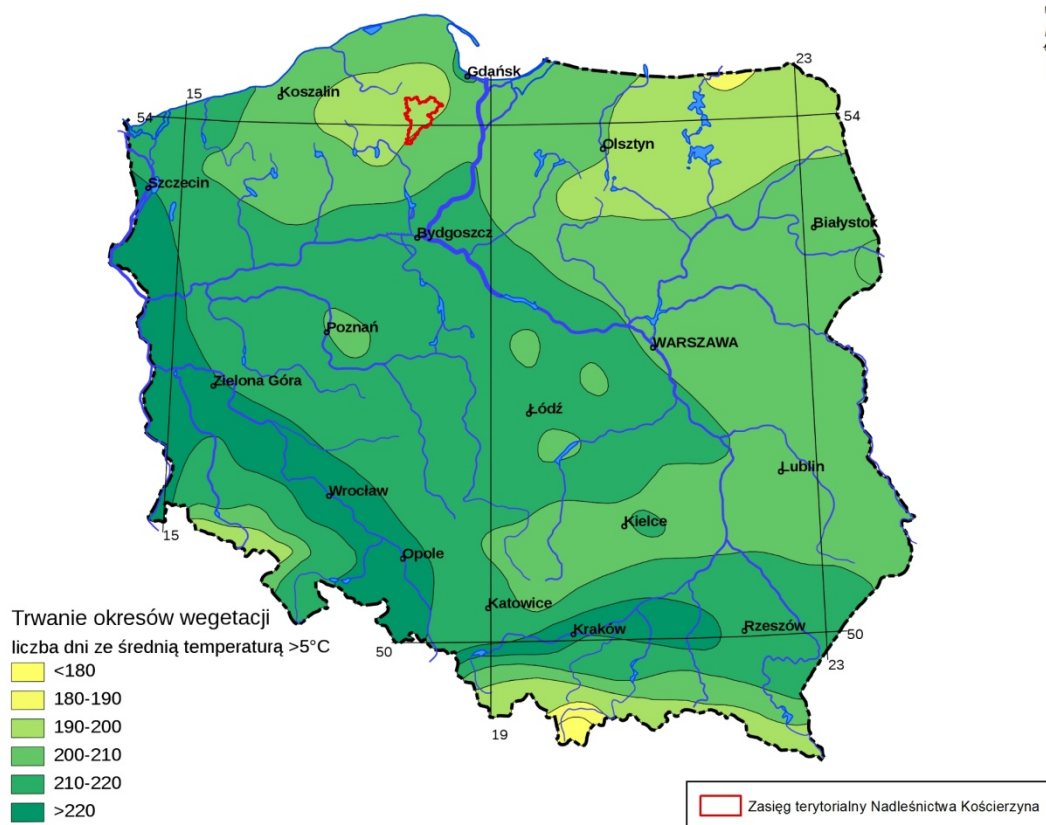 23
Gdańsk
15
Koszalin
54
54
Olsztyn
Szczecin
Białystok
Bydgoszcz
Poznań
WARSZAWA
Zielona Góra
Łódź
Lublin
Wrocław
Kielce
15
Opole
Katowice
Kraków
Rzeszów
50
50
23
19
Trwanie okresów wegetacji
liczba dni ze średnią temperaturą >5°C
<180
180-190
190-200
200-210
210-220
>220
Zasięg terytorialny Nadleśnictwa Kościerzyna